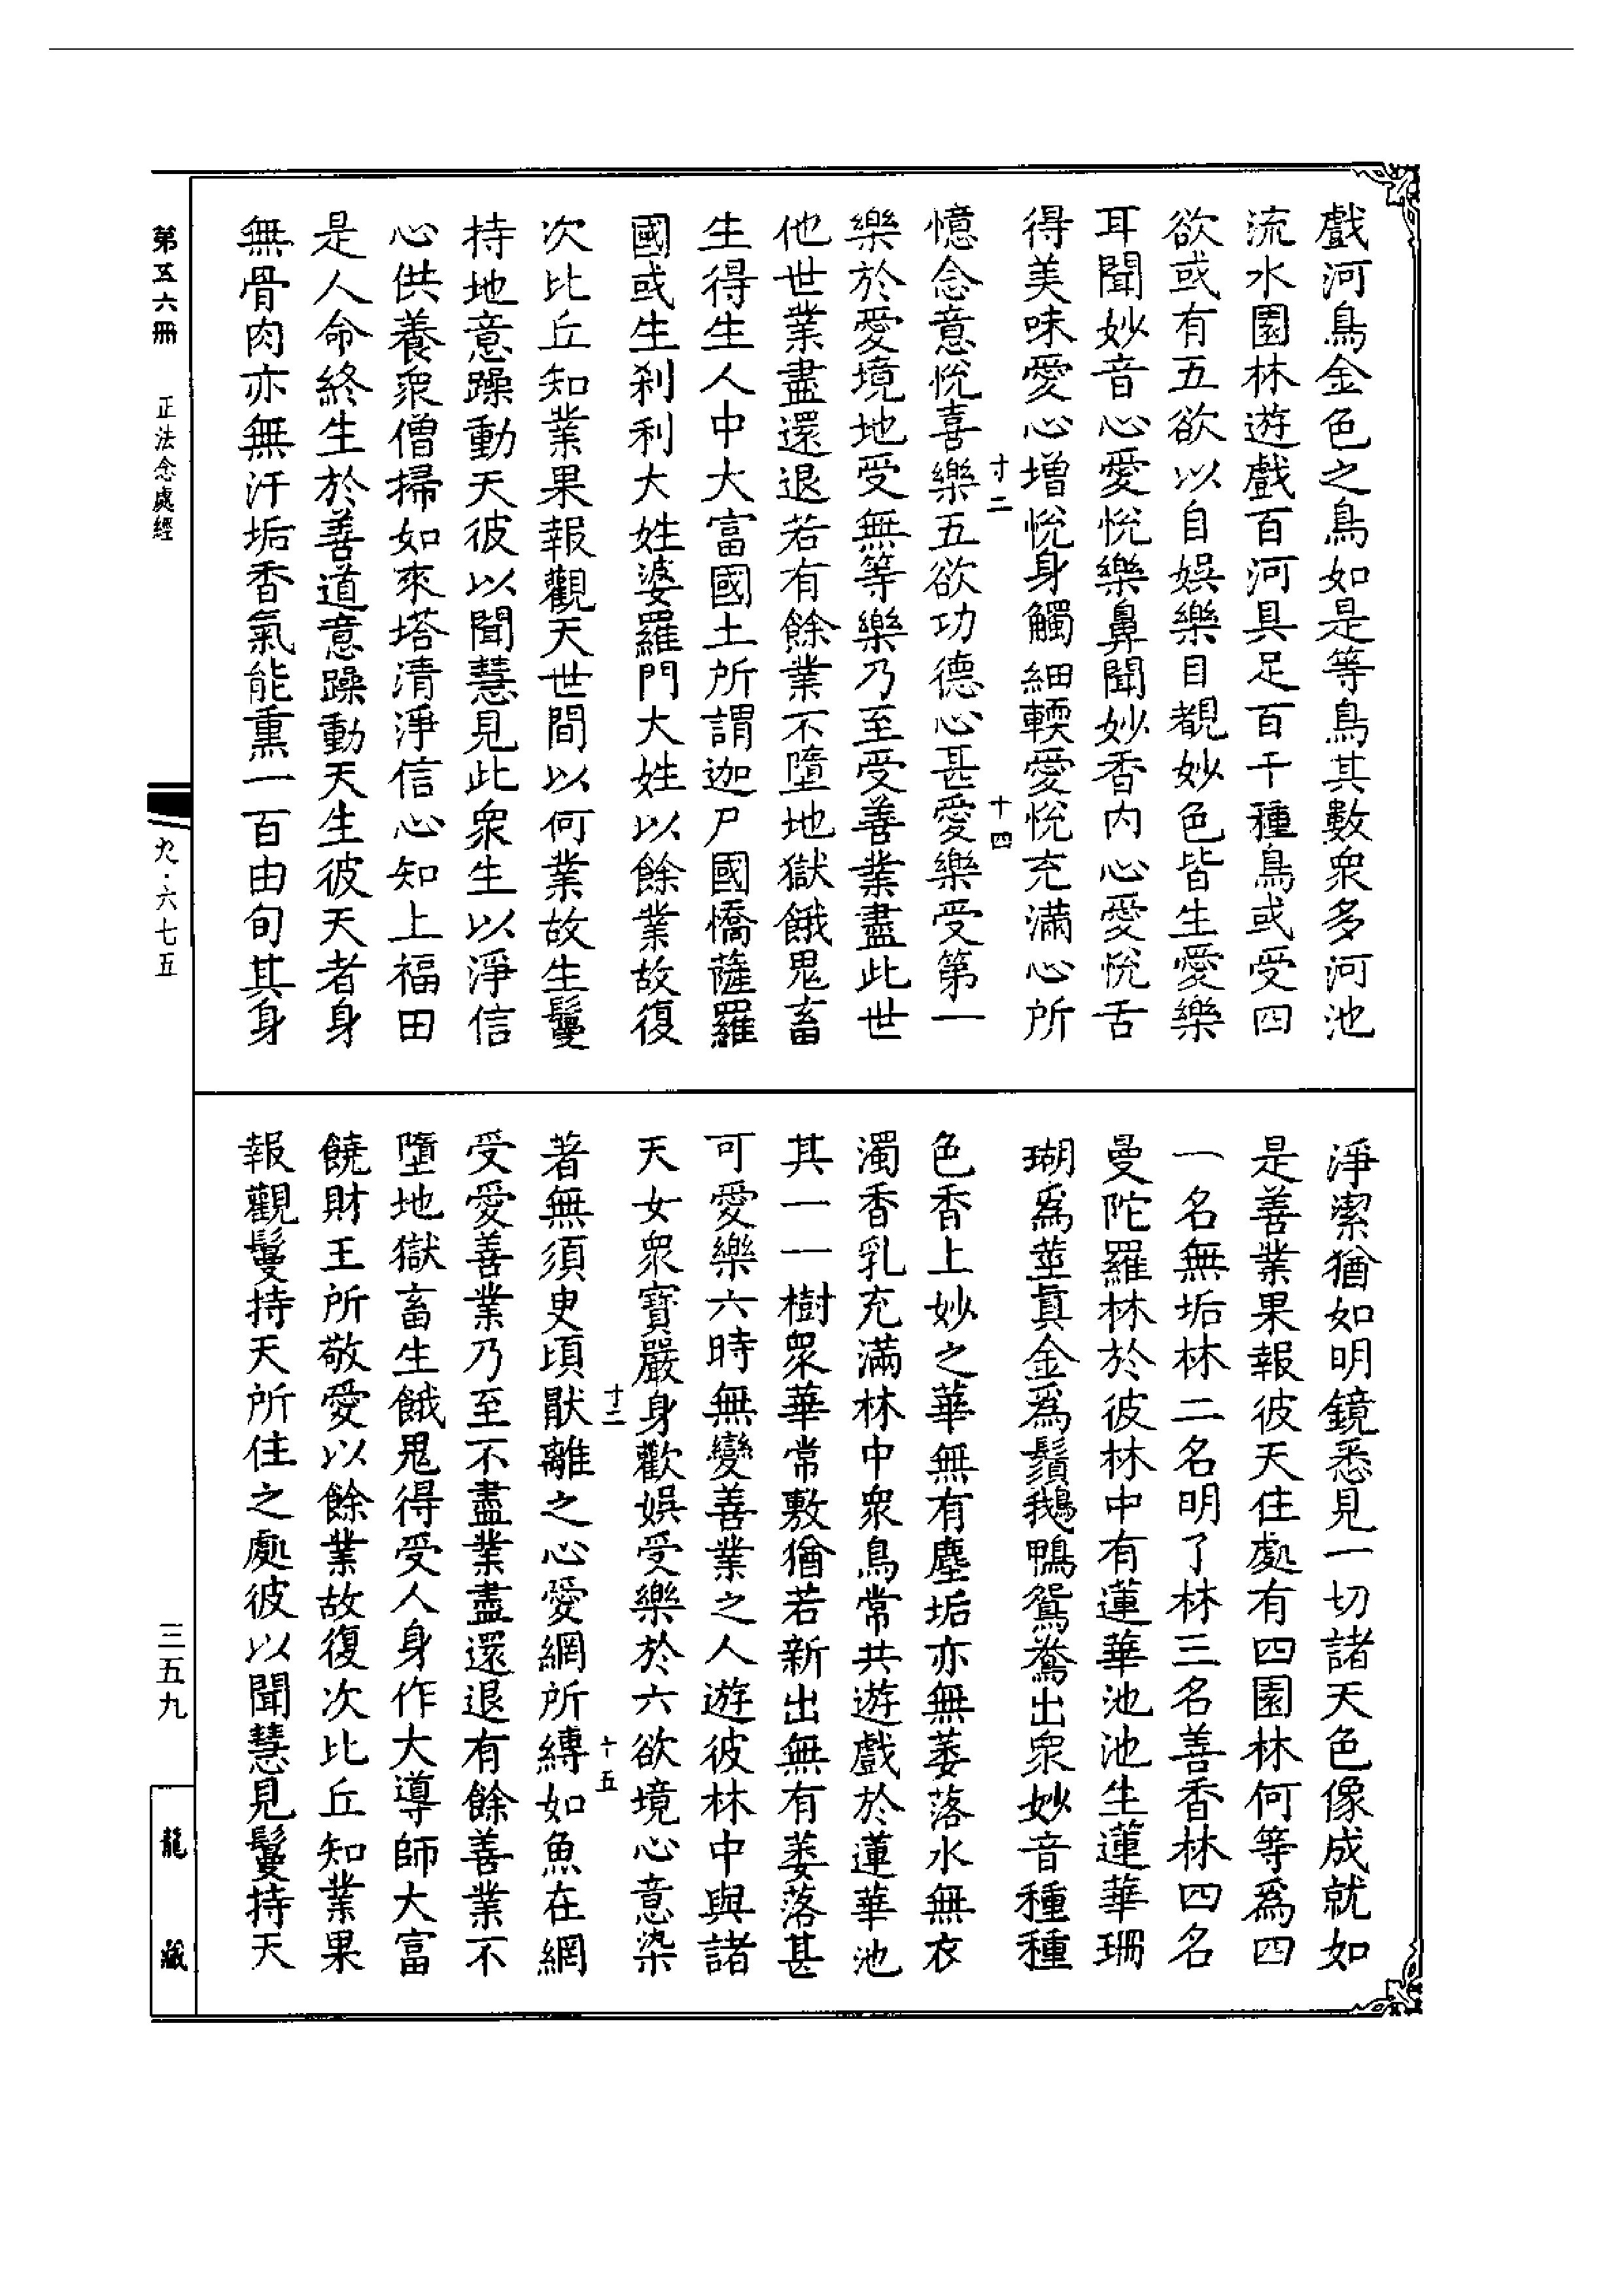 戲河鳥金色之鳥如是等鳥其數衆多河池
流水園林遊戲百河具足百千種鳥或受四
欲或有五欲以自娛樂目覩妙色皆生愛樂
耳聞妙音心愛悅樂鼻聞妙香內心愛悅舌
得美味愛心增悅身觸細輭愛悅充滿心所
寸二
十四
憶念意悅喜樂五欲功德心甚愛樂受第一
樂於愛境地受無等樂乃至受善業盡此世
他世業盡還退若有餘業不墮地獄餓鬼畜
生得生人中大富國土所謂迦尸國憍薩羅
國或生刹利大姓婆羅門大姓以餘業故復
次比丘知業果報觀天世間以何業故生鬘
持地意躁動天彼以聞慧見此衆生以淨信
心供養衆僧掃如來塔清淨信心知上福田
是人命終生於善道意躁動天生彼天者身
無骨肉亦無汗垢香氣能熏一百由旬其身
淨潔猶如明鏡悉見一切諸天色像成就如
是善業果報彼天住處有四園林何等爲四
一名無垢林二名明了林三名善香林四名
曼陀羅林於彼林中有蓮華池池生蓮華珊
瑚爲莖眞金爲鬚鵝鴨鴛鴦出衆妙音種種
色香上妙之華無有塵垢亦無萎落水無衣
濁香乳充滿林中衆鳥常共遊戲於蓮華池
其一一樹衆華常敷猶若新出無有萎落甚
可愛樂六時無變善業之人遊彼林中與諸
天女衆寶嚴身歡娛受樂於六欲境心意染
寸二
十五
著無須臾頃猒離之心愛網所縛如魚在網
受愛善業乃至不盡業盡還退有餘善業不
墮地獄畜生餓鬼得受人身作大導師大富
饒財王所敬愛以餘業故復次比丘知業果
報觀鬘持天所住之處彼以聞慧見鬘持天
第五六冊
正法念處經
九·六七五
三五九
龍藏